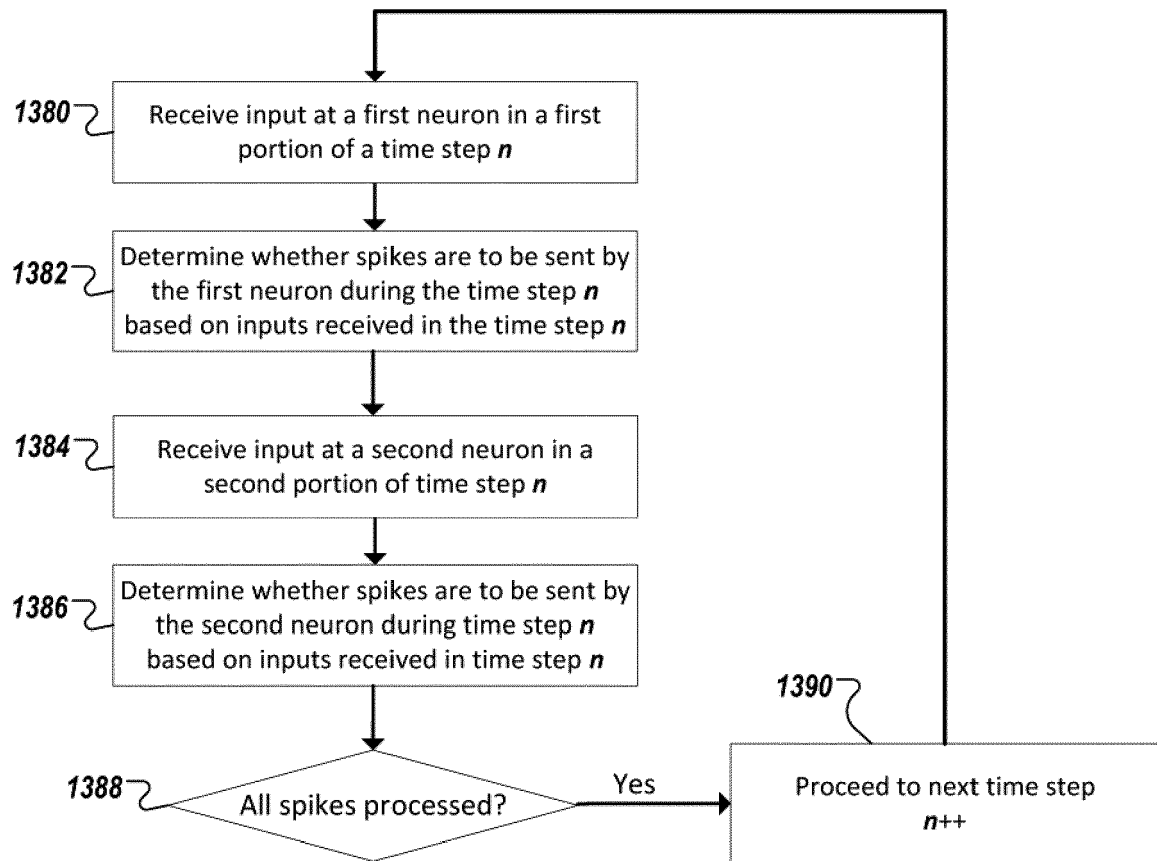 1380
Receive input at a first neuron in a first
portion of a time step n
1382
Determine whether spikes are to be sent by
the first neuron during the time step n
based on inputs received in the time step n
1384
Receive input at a second neuron in a
second portion of time step n
1386
Determine whether spikes are to be sent by
the second neuron during time step n
based on inputs received in time step n
1388
All spikes processed?
Yes
1390
Proceed to next time step
n++